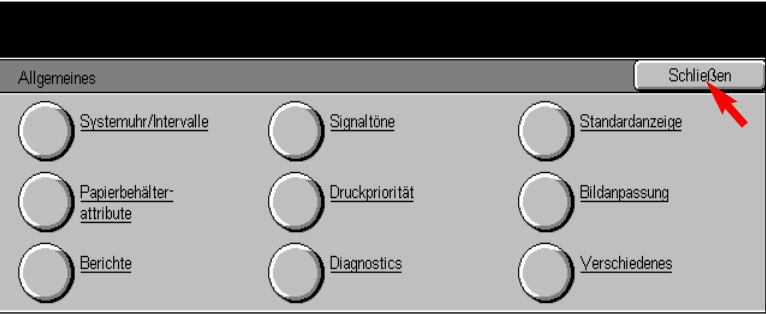 Allgemeines
Schließen
Systemuhr/Intervalle
Signaltöne
Standardanzeige
Papierbehälter-
attribute
Druckpriorität
Bildanpassung
Berichte
Diagnostics
Verschiedenes